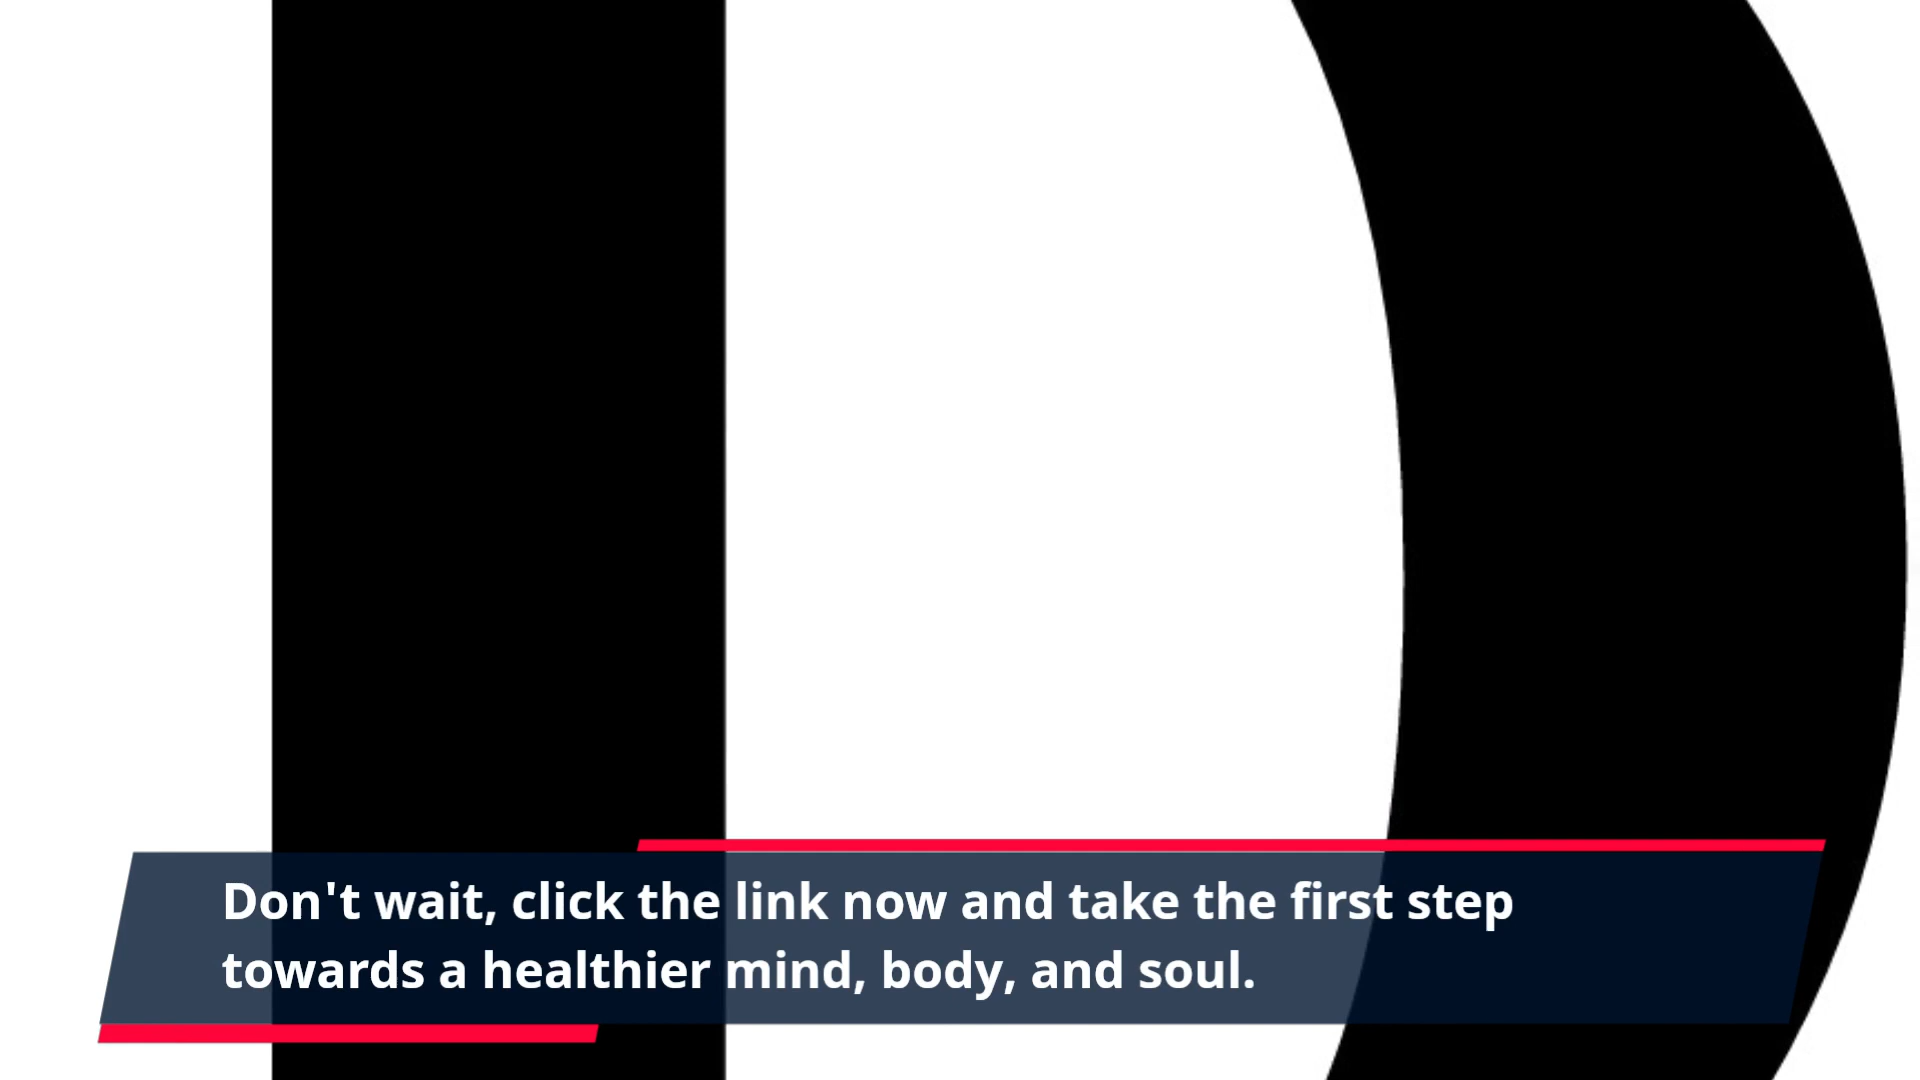 Don't wait, click the link now and take the first step
towards a healthier mind, body, and soul.